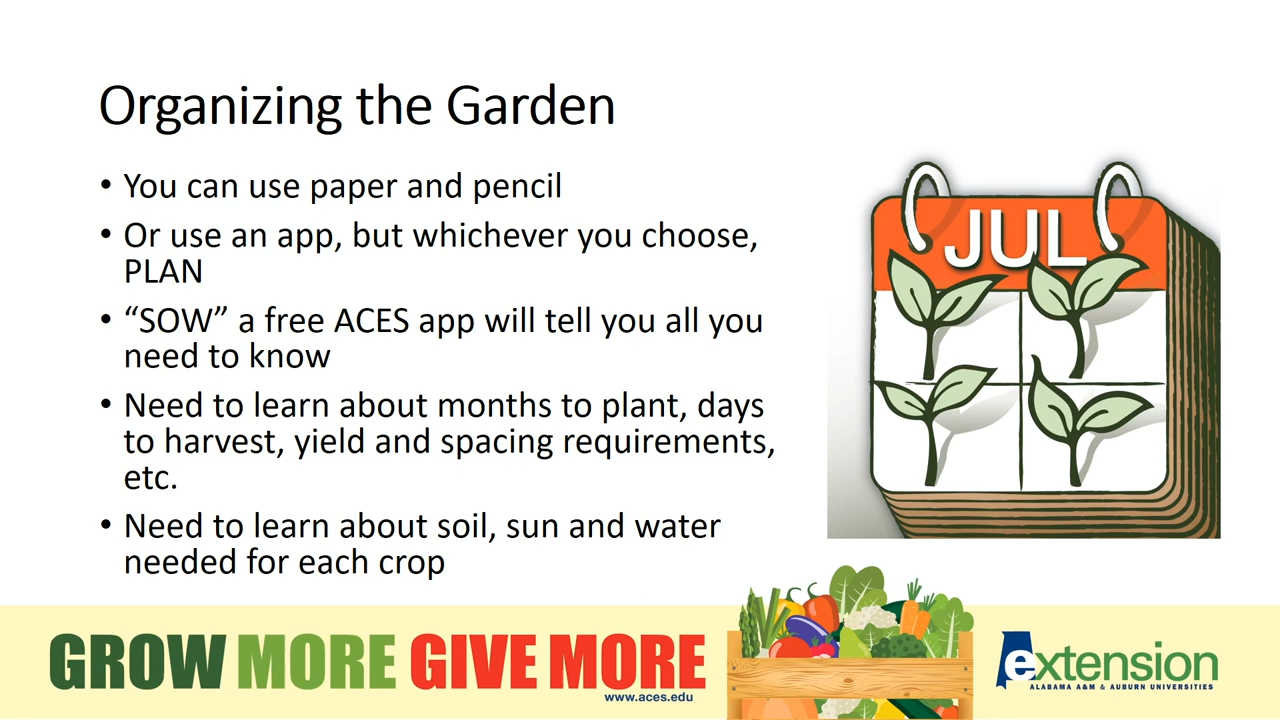 Organizing the Garden
• You can use paper and pencil
• Or use an app, but whichever you choose,
PLAN
• “SOW” a free ACES app will tell you all you
need to know
• Need to learn about months to plant, days
to harvest, yield and spacing requirements,
etc.
• Need to learn about soil, sun and water
needed for each crop
JUL
GROW MORE GIVE MORE
www.aces.edu
extension
ALABAMA A&M & AUBURN UNIVERSITIES